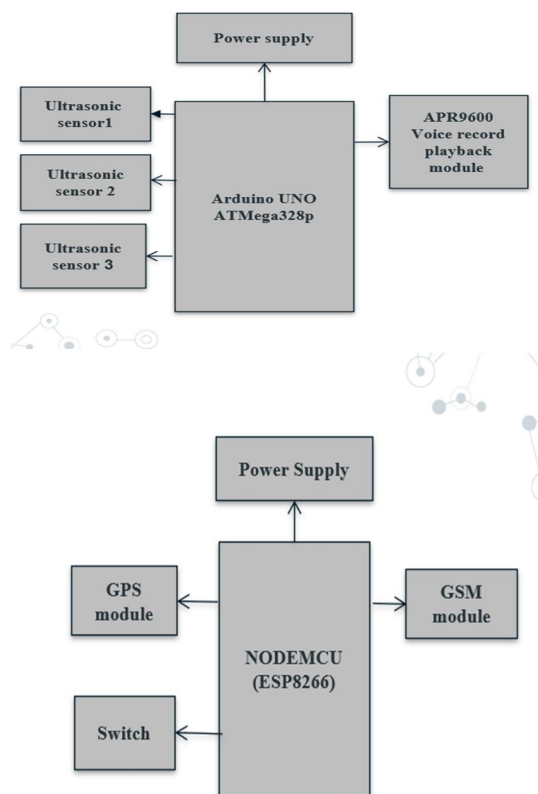 Power supply
Ultrasonic
sensor1
Ultrasonic
sensor 2
Ultrasonic
sensor 3
Arduino UNO
ATMega328p
APR9600
Voice record
playback
module
Power Supply
GPS
module
Switch
NODEMCU
(ESP8266)
GSM
module